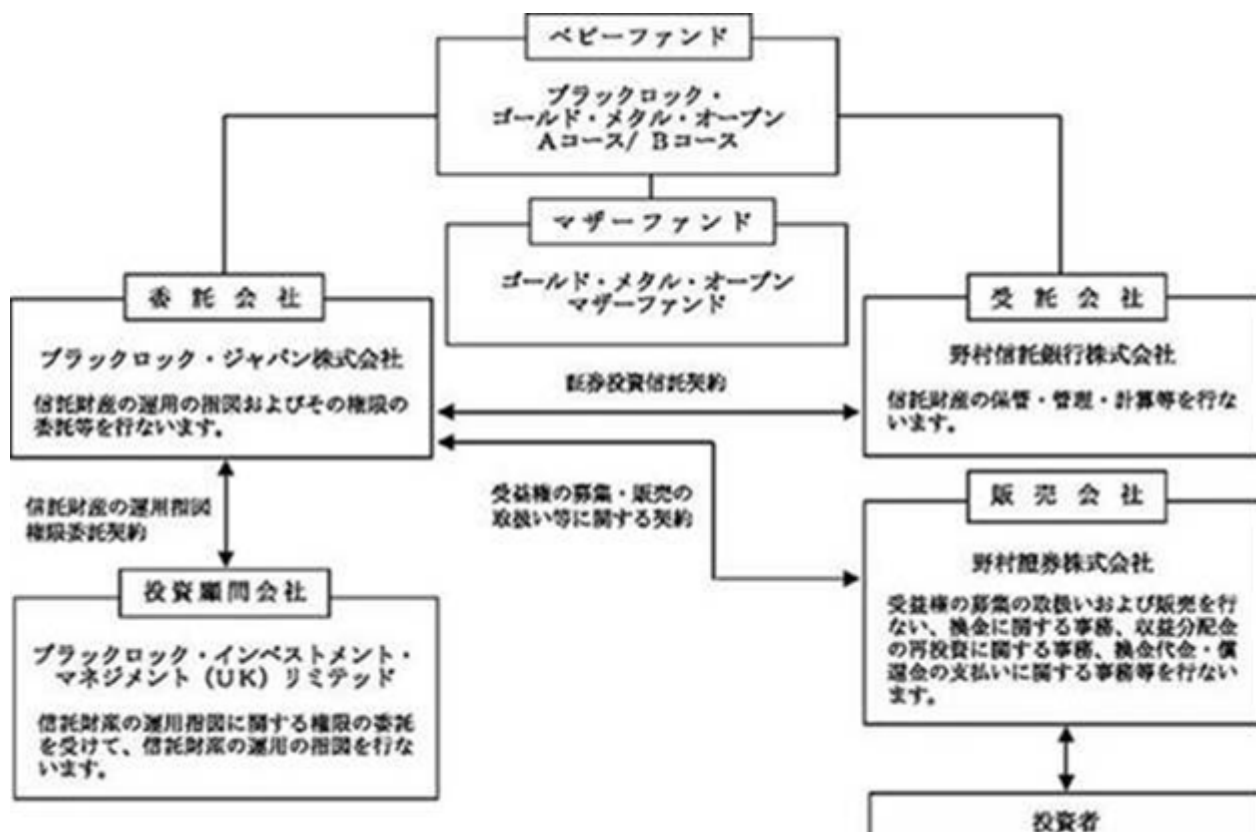 ベビーファンド
ブラックロック・
ゴールド・メタル・オープン
Aコース/ Bコース
マザーファンド
ゴールド・メタル・オープン
マザーファンド
委託会社
ブラックロック・ジャパン株式会社
信託財産の運用の指図およびその権限の
委託等を行ないます。
受託会社
野村信託銀行株式会社
信託財産の保管・管理・計算等を行な
います。
証券投資信託契約
信託財産の運用指図
権限委託契約
受益権の募集・販売の
取扱い等に関する契約
販売会社
野村證券株式会社
受益権の募集の取扱いおよび販売を行
ない、換金に関する事務、収益分配金
の再投資に関する事務、換金代金・償
還金の支払いに関する事務等を行ない
ます。
投資顧問会社
ブラックロック・インベストメント・
マネジメント（UK）リミテッド
信託財産の運用指図に関する権限の委託
を受けて、信託財産の運用の指図を行な
います。
投資者